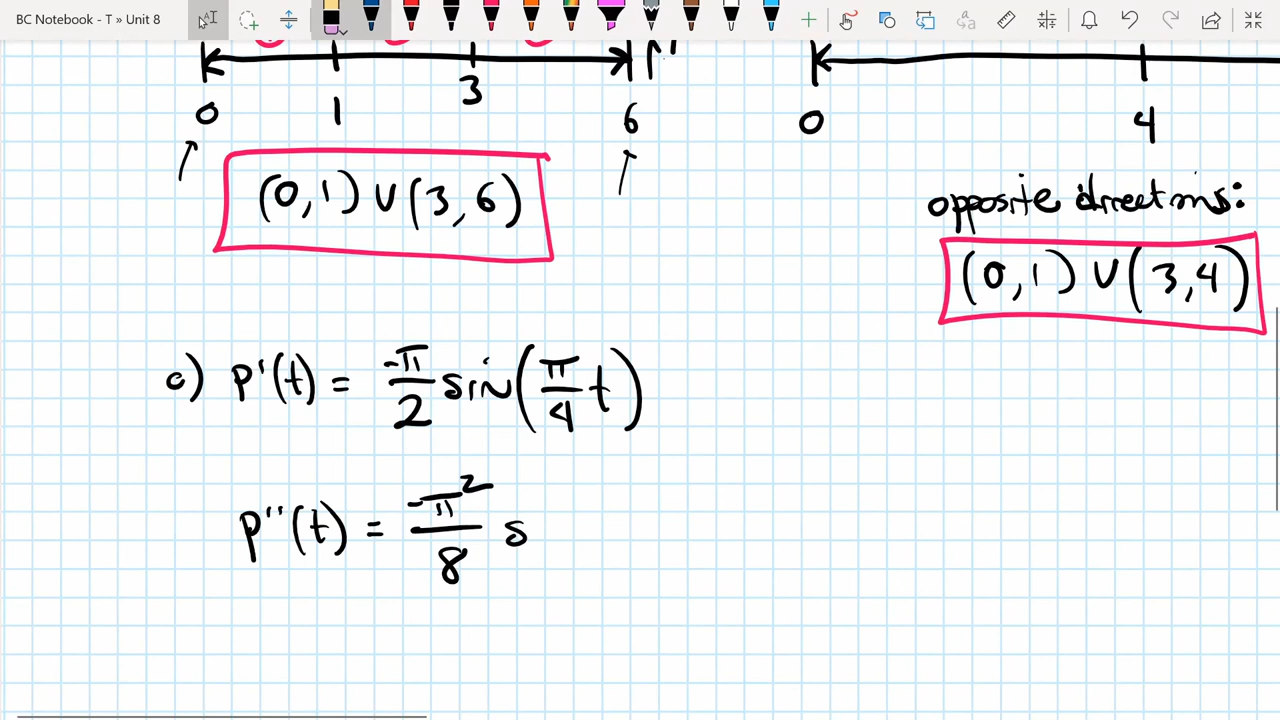 BC Notebook - T » Unit 8
0 1 3 6
(0,1) ∪ (3,6)
0 4
opposite directions:
(0,1) ∪ (3,4)
c) p'(t) = -π/2 sin(π/4 t)
p''(t) = -π²/8 s